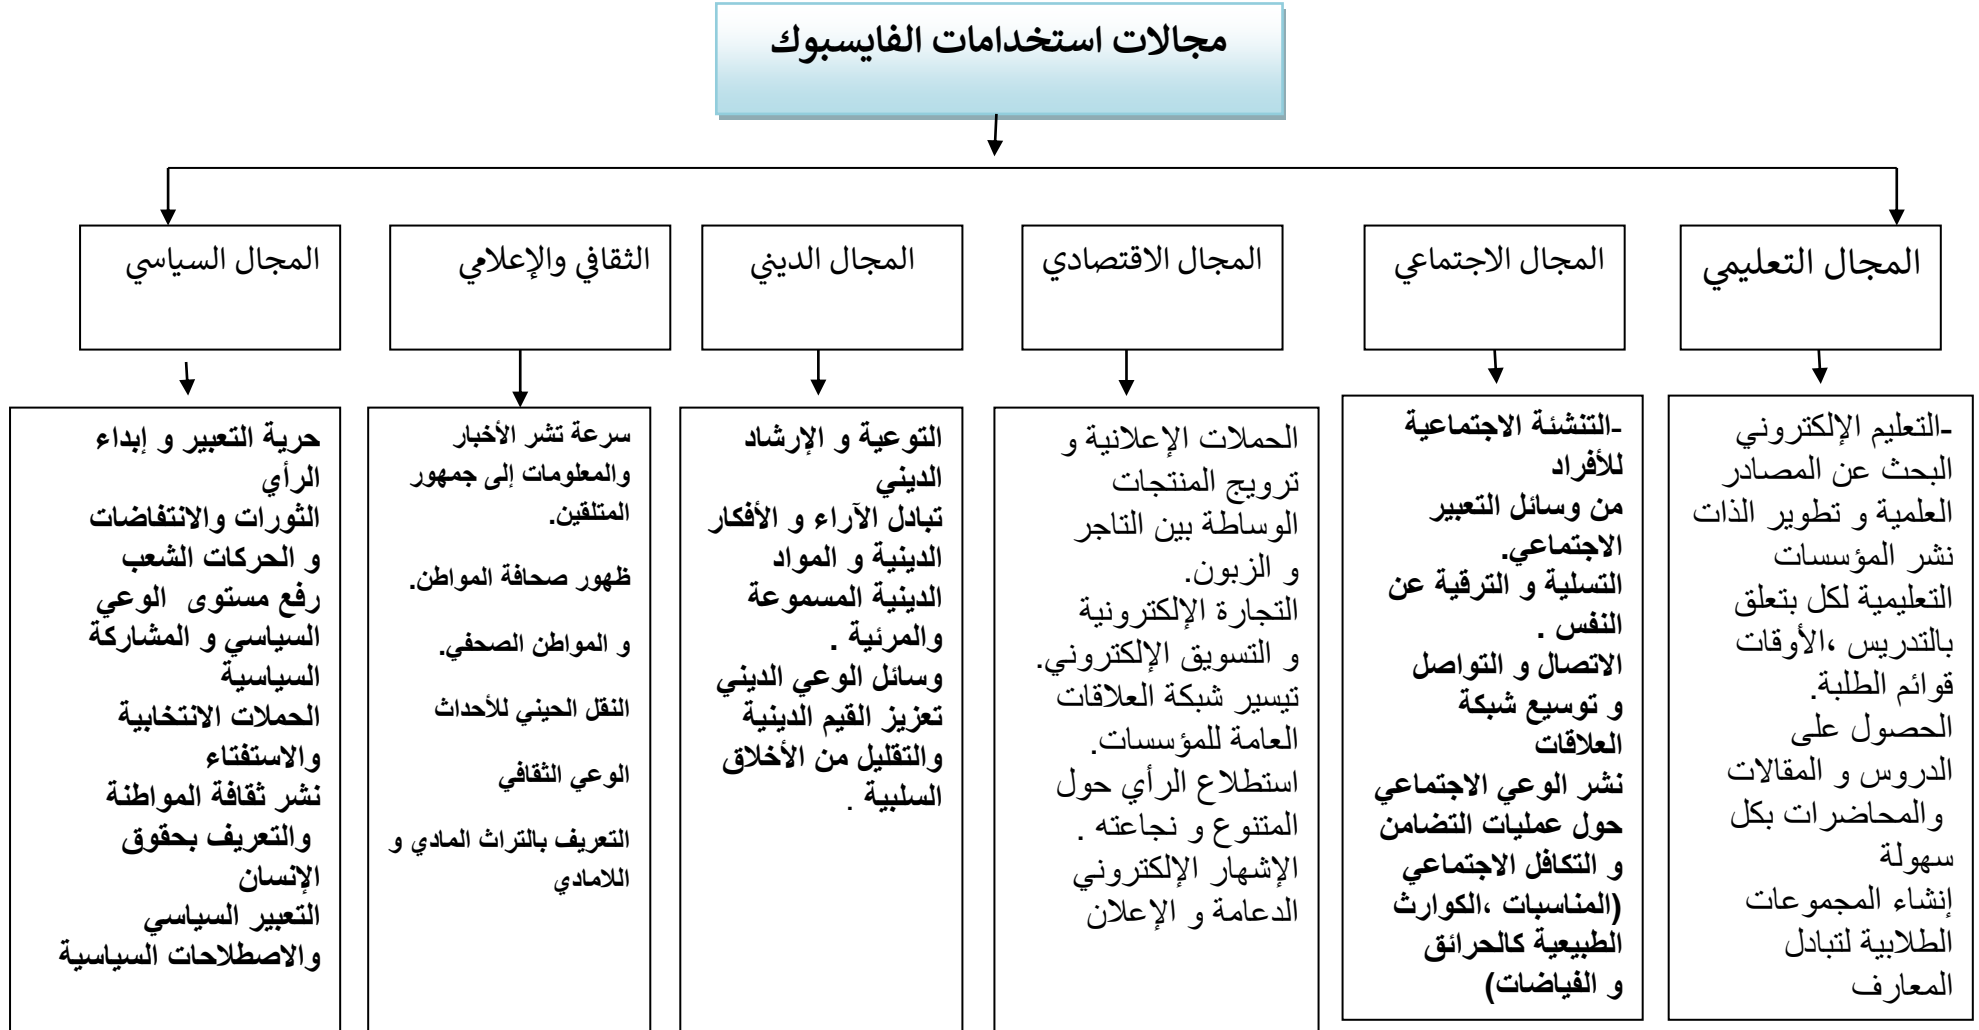 مجالات استخدامات الفايسبوك
المجال التعليمي
-التعليم الإلكتروني
البحث عن المصادر
العلمية و تطوير الذات
نشر المؤسسات
التعليمية لكل بتعلق
بالتدريس ،الأوقات
قوائم الطلبة.
الحصول على
الدروس و المقالات
والمحاضرات بكل
سهولة
إنشاء المجموعات
الطلابية لتبادل
المعارف
المجال الاجتماعي
-التنشئة الاجتماعية
للأفراد
من وسائل التعبير
الاجتماعي.
التسلية و الترقية عن
النفس .
الاتصال و التواصل
و توسيع شبكة
العلاقات
نشر الوعي الاجتماعي
حول عمليات التضامن
و التكافل الاجتماعي
(المناسبات ،الكوارث
الطبيعية كالحرائق
و الفياضات)
المجال الاقتصادي
الحملات الإعلانية و
ترويج المنتجات
الوساطة بين التاجر
و الزبون.
التجارة الإلكترونية
و التسويق الإلكتروني.
تيسير شبكة العلاقات
العامة للمؤسسات.
استطلاع الرأي حول
المتنوع و نجاعته .
الإشهار الإلكتروني
الدعامة و الإعلان
المجال الديني
التوعية و الإرشاد
الديني
تبادل الآراء و الأفكار
الدينية و المواد
الدينية المسموعة
والمرئية .
وسائل الوعي الديني
تعزيز القيم الدينية
والتقليل من الأخلاق
السلبية .
الثقافي والإعلامي
سرعة تشر الأخبار
والمعلومات إلى جمهور
المتلقين.
ظهور صحافة المواطن.
و المواطن الصحفي.
النقل الحيني للأحداث
الوعي الثقافي
التعريف بالتراث المادي و
اللامادي
المجال السياسي
حرية التعبير و إبداء
الرأي
الثورات والانتفاضات
و الحركات الشعب
رفع مستوى الوعي
السياسي و المشاركة
السياسية
الحملات الانتخابية
والاستفتاء
نشر ثقافة المواطنة
والتعريف بحقوق
الإنسان
التعبير السياسي
والاصطلاحات السياسية